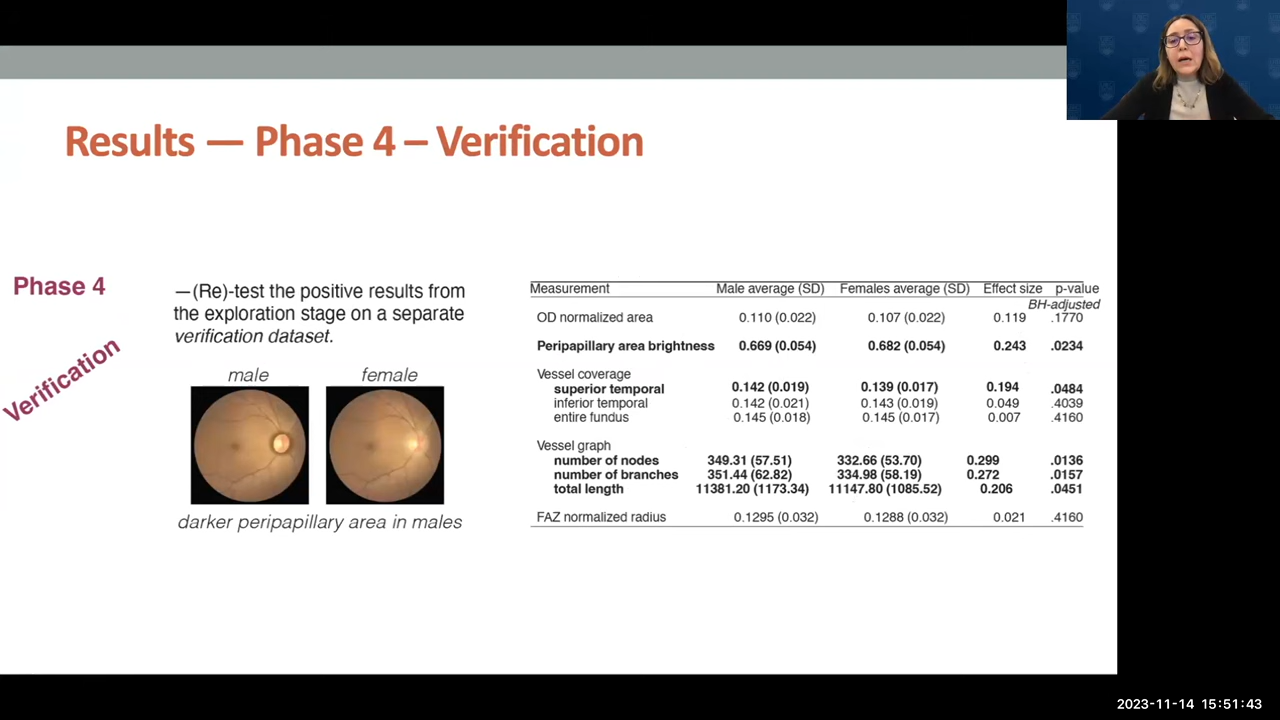 Results — Phase 4 – Verification
Phase 4
Verification
—(Re)-test the positive results from
the exploration stage on a separate
verification dataset.
male female
darker peripapillary area in males
Measurement Male average (SD) Females average (SD) Effect size p-value
BH-adjusted
OD normalized area 0.110 (0.022) 0.107 (0.022) 0.119 .1770
Peripapillary area brightness 0.669 (0.054) 0.682 (0.054) 0.243 .0234
Vessel coverage
superior temporal 0.142 (0.019) 0.139 (0.017) 0.194 .0484
inferior temporal 0.142 (0.021) 0.143 (0.019) 0.049 .4039
entire fundus 0.145 (0.018) 0.145 (0.017) 0.007 .4160
Vessel graph
number of nodes 349.31 (57.51) 332.66 (53.70) 0.299 .0136
number of branches 351.44 (62.82) 334.98 (58.19) 0.272 .0157
total length 11381.20 (1173.34) 11147.80 (1085.52) 0.206 .0451
FAZ normalized radius 0.1295 (0.032) 0.1288 (0.032) 0.021 .4160
2023-11-14 15:51:43